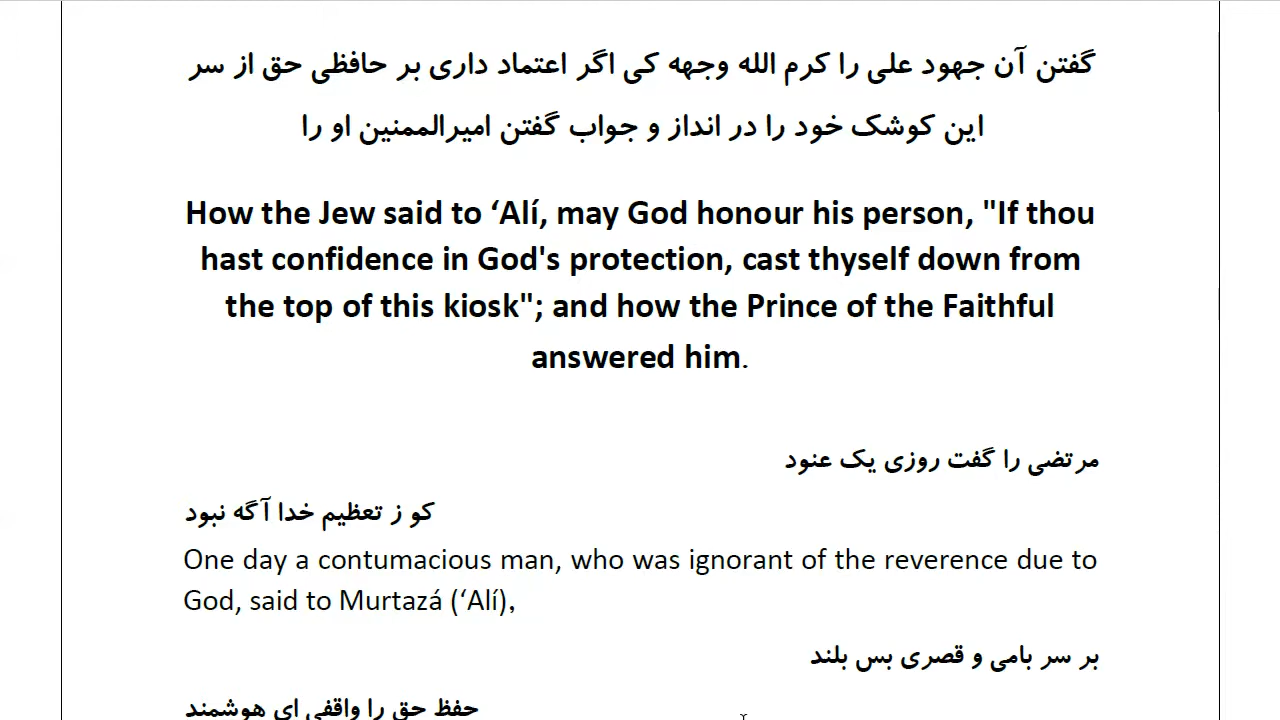 گفتن آن جهود علی را کرم الله وجهه کی اگر اعتماد داری بر حافظی حق از سر
این کوشک خود را در انداز و جواب گفتن امیرالممنین او را
How the Jew said to ‘Alí, may God honour his person, "If thou
hast confidence in God's protection, cast thyself down from
the top of this kiosk"; and how the Prince of the Faithful
answered him.
مرتضی را گفت روزی یک عنود
کو ز تعظیم خدا آگه نبود
One day a contumacious man, who was ignorant of the reverence due to
God, said to Murtazá (‘Alí),
بر سر بامی و قصری بس بلند
حفظ حق را واقفی ای هوشمند